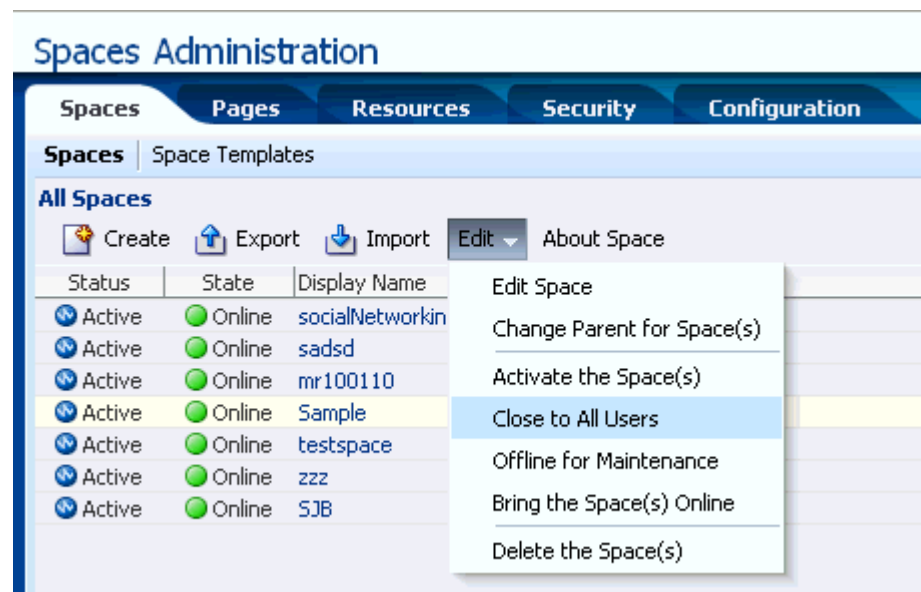 Spaces Administration
Spaces Pages Resources Security Configuration
Spaces Space Templates
All Spaces
Create Export Import Edit About Space
Status State Display Name
Active Online socialNetworkin
Active Online sadsd
Active Online mr100110
Active Online Sample
Active Online testspace
Active Online zzz
Active Online SJB
Edit Space
Change Parent for Space(s)
Activate the Space(s)
Close to All Users
Offline for Maintenance
Bring the Space(s) Online
Delete the Space(s)